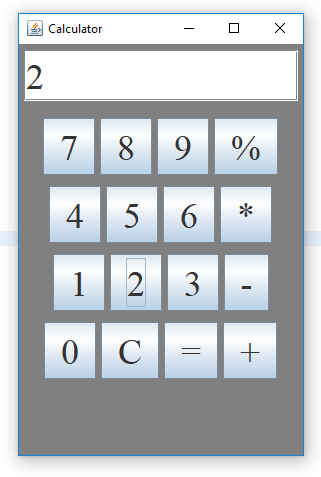 Calculator
2
7 8 9 %
4 5 6 *
1 2 3 -
0 C = +